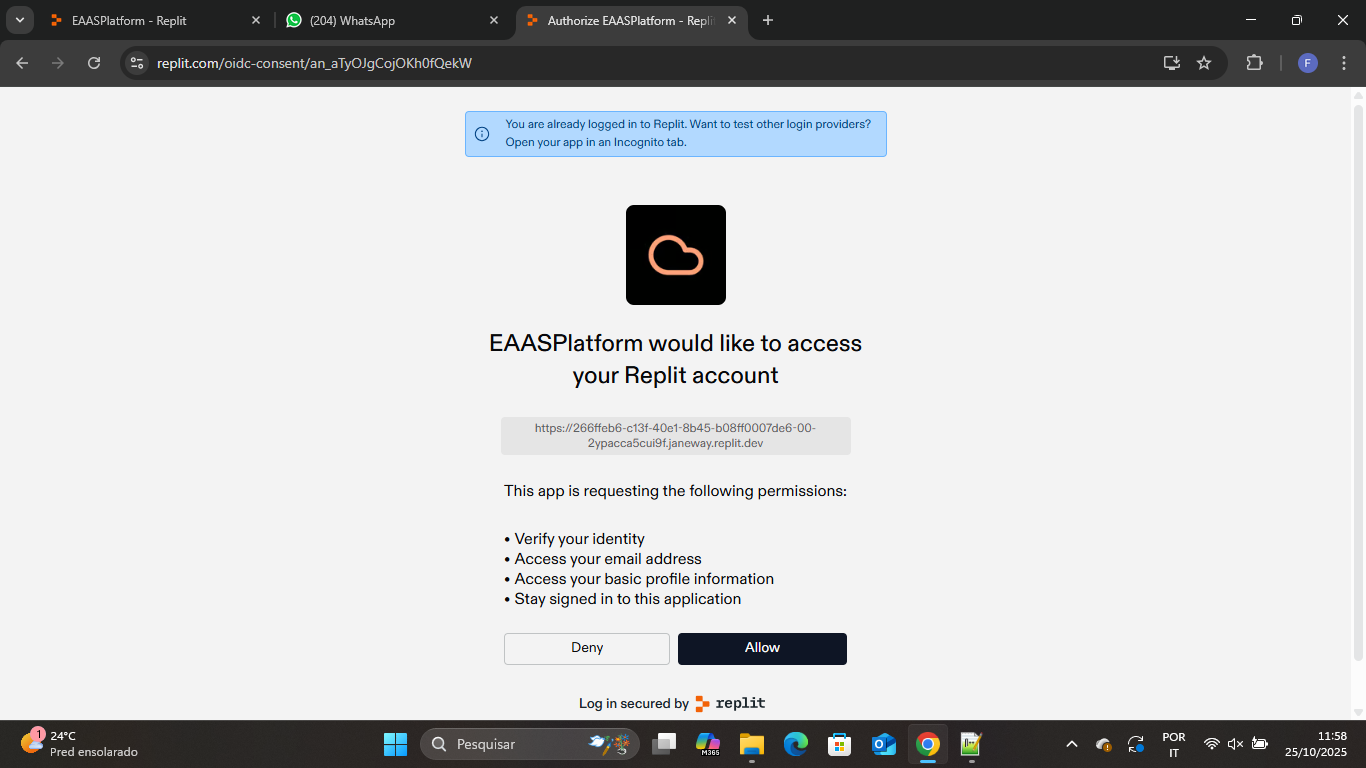 EAASPlatform - Replit
(204) WhatsApp
Authorize EAASPlatform - Repli
replit.com/oidc-consent/an_aTyOJgCojOKh0fQekW
F
You are already logged in to Replit. Want to test other login providers?
Open your app in an Incognito tab.
EAASPlatform would like to access
your Replit account
https://266ffeb6-c13f-40e1-8b45-b08ff0007de6-00-
2ypacca5cui9f.janeway.replit.dev
This app is requesting the following permissions:
• Verify your identity
• Access your email address
• Access your basic profile information
• Stay signed in to this application
Deny
Allow
Log in secured by replit
1
24°C
Pred ensolarado
Pesquisar
M365
POR
IT
11:58
25/10/2025